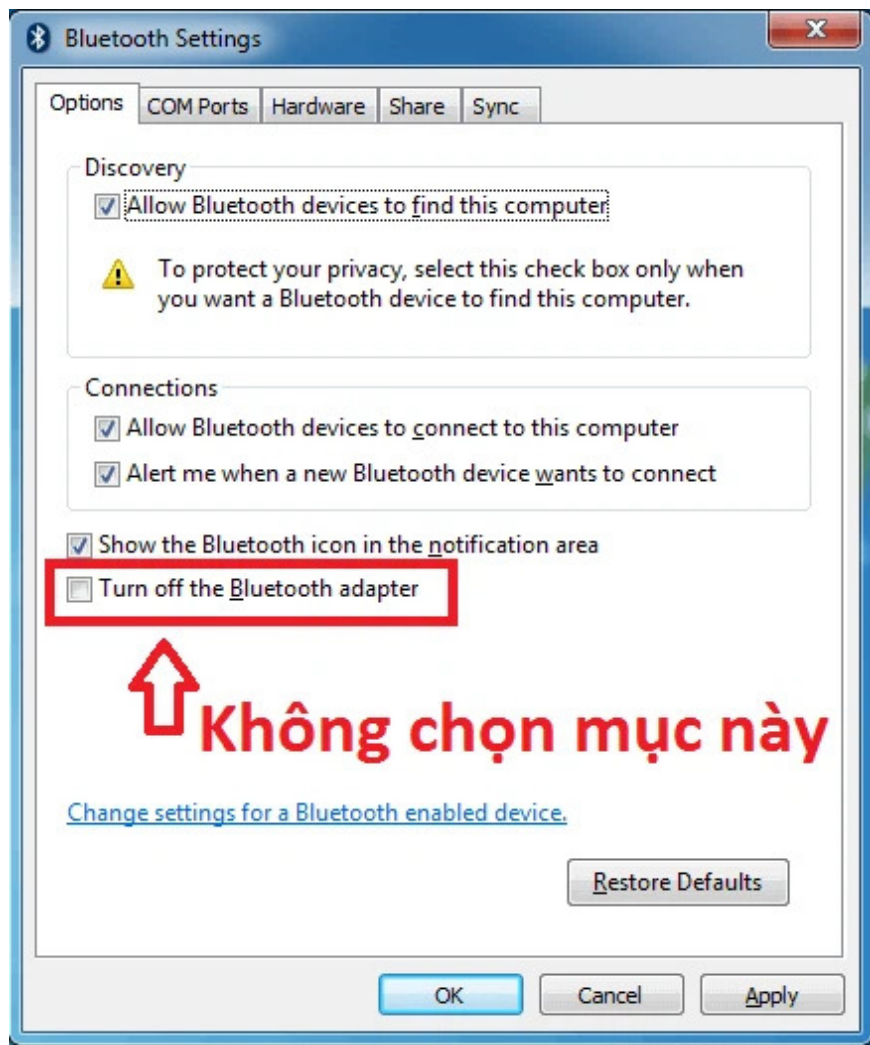 Bluetooth Settings
Options COM Ports Hardware Share Sync
Discovery
Allow Bluetooth devices to find this computer
To protect your privacy, select this check box only when
you want a Bluetooth device to find this computer.
Connections
Allow Bluetooth devices to connect to this computer
Alert me when a new Bluetooth device wants to connect
Show the Bluetooth icon in the notification area
Turn off the Bluetooth adapter
Không chọn mục này
Change settings for a Bluetooth enabled device.
Restore Defaults
OK Cancel Apply